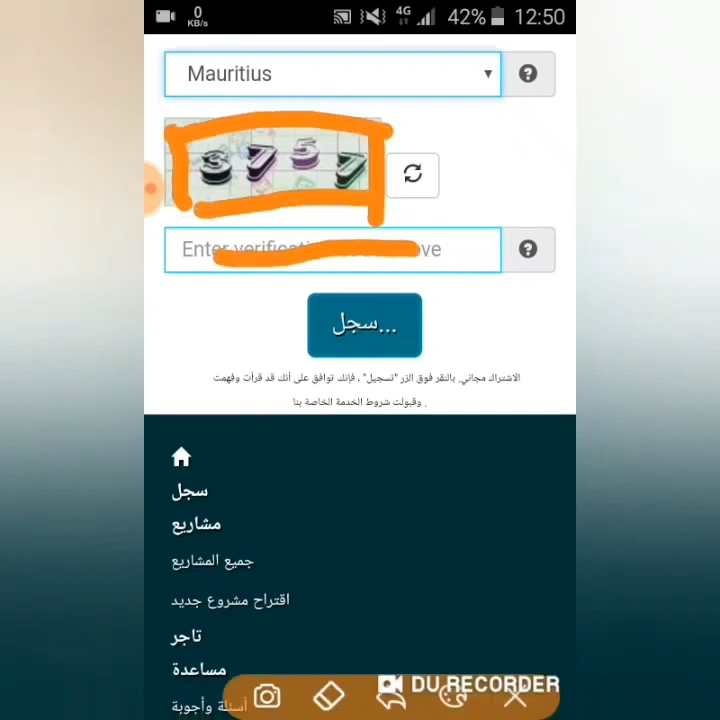 0
KB/s
4G
42%
12:50
Mauritius
3757
Enter
سجل...
الاشتراك مجاني. بالنقر فوق الزر "تسجيل" ، فإنك توافق على أنك قد قرأت وفهمت
وقبولت شروط الخدمة الخاصة بنا .
سجل
مشاريع
جميع المشاريع
اقتراح مشروع جديد
تاجر
مساعدة
أسئلة وأجوبة
DU RECORDER